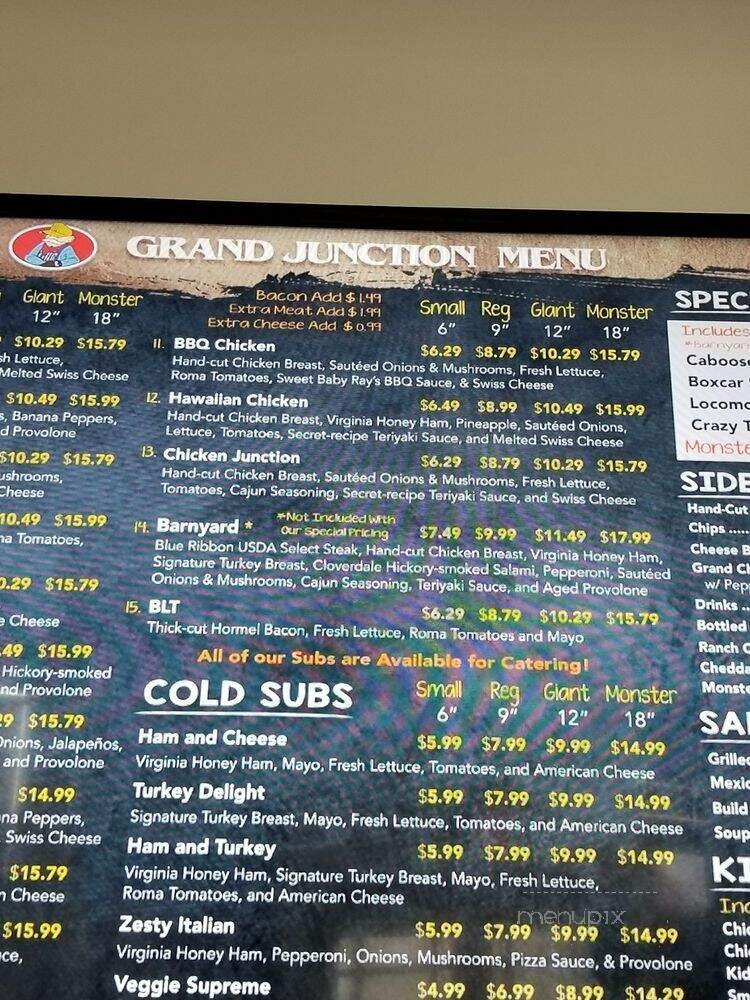 GRAND JUNCTION MENU
Giant Monster
12" 18"
$10.29 $15.79
Lettuce,
Melted Swiss Cheese
$10.49 $15.99
Banana Peppers,
Provolone
$10.29 $15.79
Cheese
$15.99
Tomatoes,
$15.79
Cheese
$15.99
Hickory-smoked
Provolone
$15.79
Onions, Jalapeños,
and Provolone
$14.99
Peppers,
Swiss Cheese
$15.79
Cheese
$15.99
Bacon Add $1.49
Extra Meat Add $1.99
Extra Cheese Add $0.99
Small Reg Giant Monster
6" 9" 12" 18"
11. BBQ Chicken $6.29 $8.79 $10.29 $15.79
Hand-cut Chicken Breast, Sautéed Onions & Mushrooms, Fresh Lettuce,
Roma Tomatoes, Sweet Baby Ray's BBQ Sauce, & Swiss Cheese
12. Hawaiian Chicken $6.49 $8.99 $10.49 $15.99
Hand-cut Chicken Breast, Virginia Honey Ham, Pineapple, Sautéed Onions,
Lettuce, Tomatoes, Secret-recipe Teriyaki Sauce, and Melted Swiss Cheese
13. Chicken Junction $6.29 $8.79 $10.29 $15.79
Hand-cut Chicken Breast, Sautéed Onions & Mushrooms, Fresh Lettuce,
Tomatoes, Cajun Seasoning, Secret-recipe Teriyaki Sauce, and Swiss Cheese
14. Barnyard * *Not Included with
Our Special Pricing $7.49 $9.99 $11.49 $17.99
Blue Ribbon USDA Select Steak, Hand-cut Chicken Breast, Virginia Honey Ham,
Signature Turkey Breast, Cloverdale Hickory-smoked Salami, Pepperoni, Sautéed
Onions & Mushrooms, Cajun Seasoning, Teriyaki Sauce, and Aged Provolone
15. BLT $6.29 $8.79 $10.29 $15.79
Thick-cut Hormel Bacon, Fresh Lettuce, Roma Tomatoes and Mayo
All of our Subs are Available for Catering!
COLD SUBS Small Reg Giant Monster
6" 9" 12" 18"
Ham and Cheese $5.99 $7.99 $9.99 $14.99
Virginia Honey Ham, Mayo, Fresh Lettuce, Tomatoes, and American Cheese
Turkey Delight $5.99 $7.99 $9.99 $14.99
Signature Turkey Breast, Mayo, Fresh Lettuce, Tomatoes, and American Cheese
Ham and Turkey $5.99 $7.99 $9.99 $14.99
Virginia Honey Ham, Signature Turkey Breast, Mayo, Fresh Lettuce,
Roma Tomatoes, and American Cheese
Zesty Italian $5.99 $7.99 $9.99 $14.99
Virginia Honey Ham, Pepperoni, Onions, Mushrooms, Pizza Sauce, & Provolone
Veggie Supreme $4.99 $6.99 $8.99 $14.29
SPEC
Includes
*Barnyar
Caboos
Boxcar
Locomo
Crazy T
Monste
SIDE
Hand-Cut
Chips .....
Cheese B
Grand Ch
w/ Pep
Drinks ..
Bottled
Ranch
Chedda
Monst
SA
Grille
Mexi
Build
Soup
KI
Inc
Chi
Chi
Kid
menupix